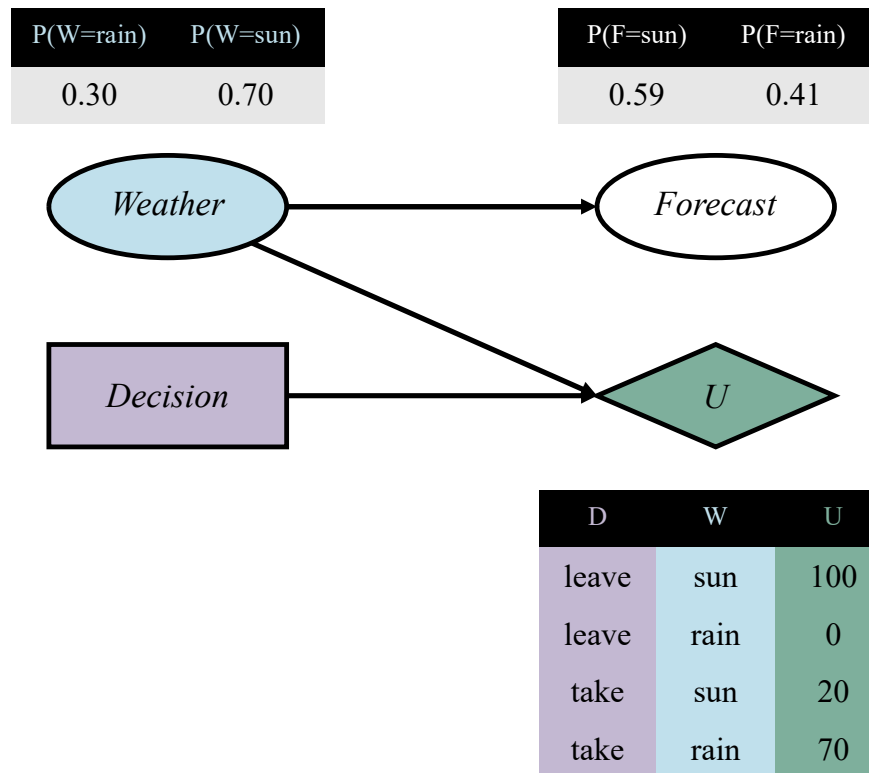 P(W=rain) P(W=sun) P(F=sun) P(F=rain)
0.30 0.70 0.59 0.41
Weather Forecast
Decision U
D W U
leave sun 100
leave rain 0
take sun 20
take rain 70